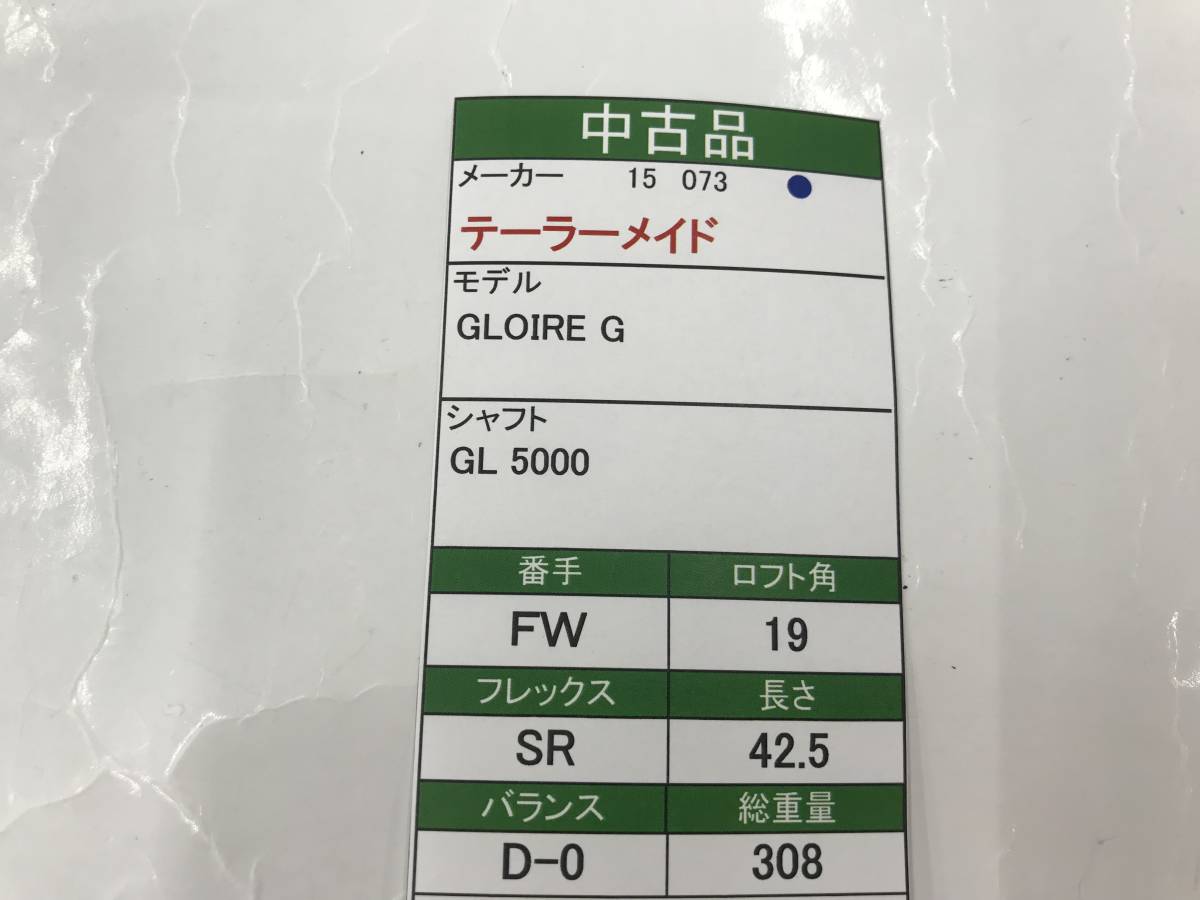 中古品
メーカー 15 073
テーラーメイド
モデル
GLOIRE G
シャフト
GL 5000
番手 ロフト角
FW 19
フレックス 長さ
SR 42.5
バランス 総重量
D-0 308